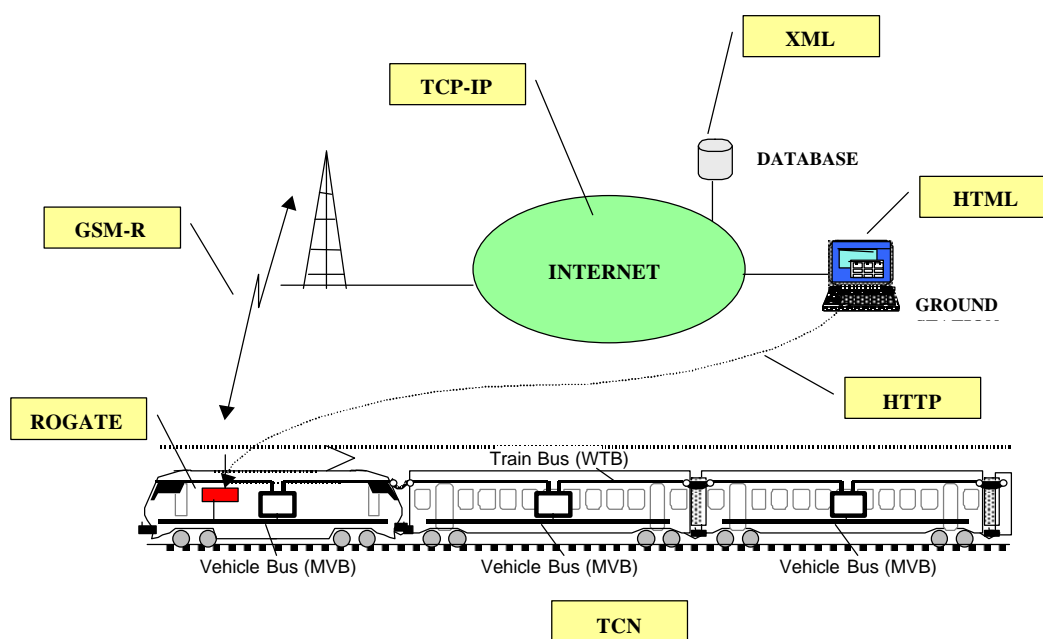 XML
TCP-IP
DATABASE
HTML
GSM-R
INTERNET
GROUND
HTTP
ROGATE
Train Bus (WTB)
Vehicle Bus (MVB)
Vehicle Bus (MVB)
Vehicle Bus (MVB)
TCN